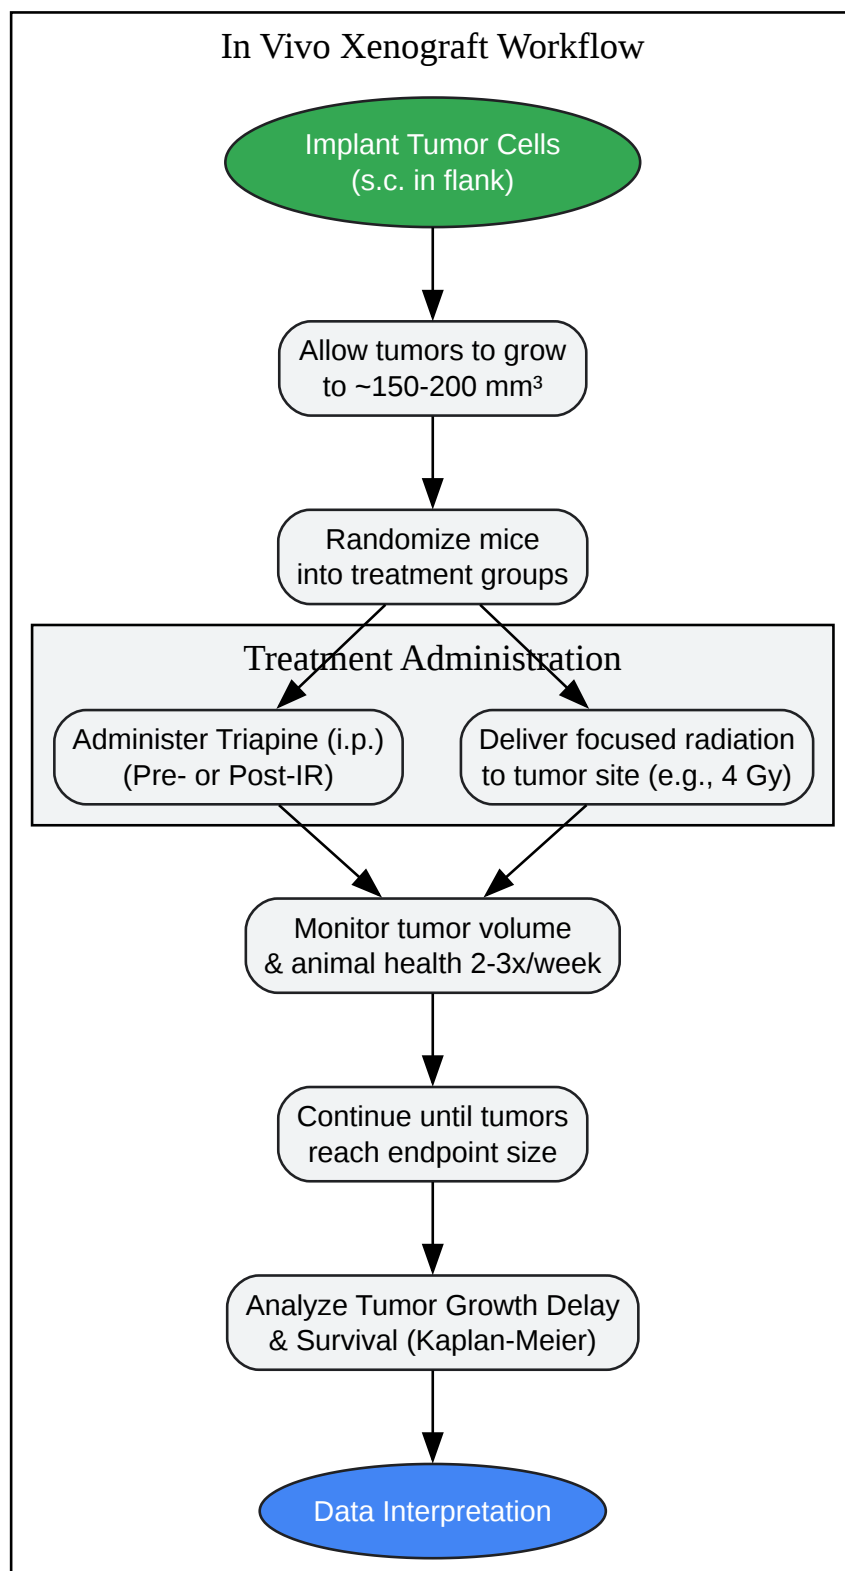 In Vivo Xenograft Workflow
Implant Tumor Cells
(s.c. in flank)
Allow tumors to grow
to ~150-200 mm³
Randomize mice
into treatment groups
Treatment Administration
Administer Triapine (i.p.)
(Pre- or Post-IR)
Deliver focused radiation
to tumor site (e.g., 4 Gy)
Monitor tumor volume
& animal health 2-3x/week
Continue until tumors
reach endpoint size
Analyze Tumor Growth Delay
& Survival (Kaplan-Meier)
Data Interpretation